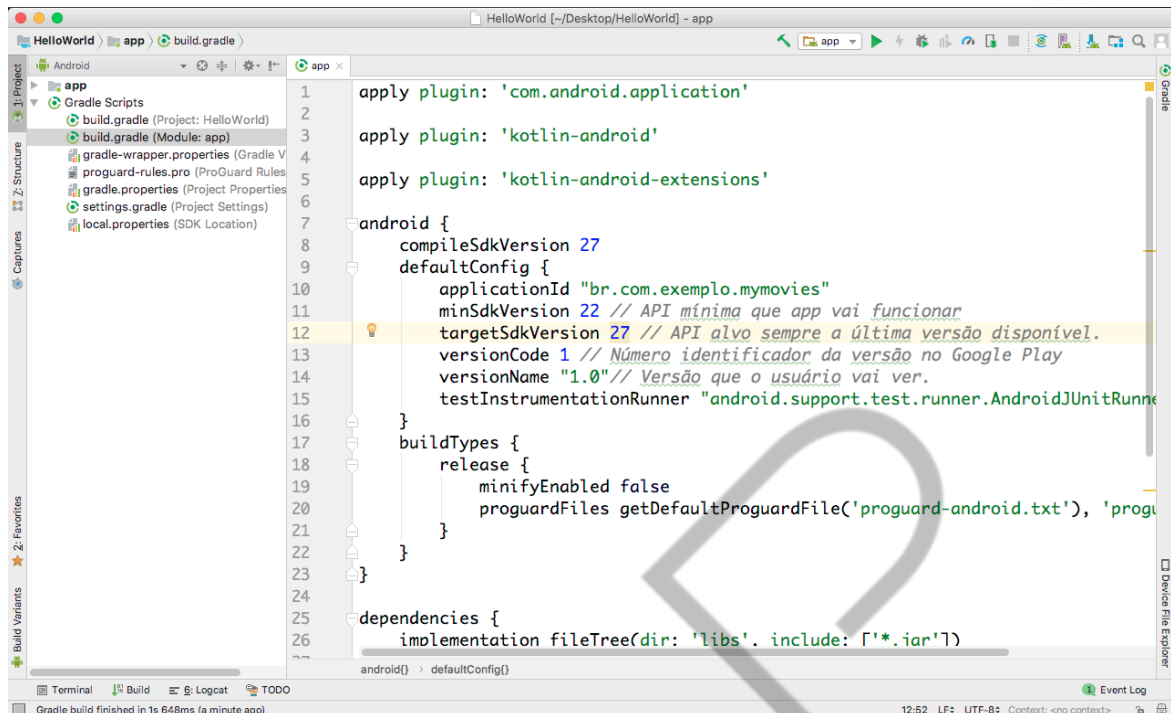 HelloWorld [~/Desktop/HelloWorld] - app
HelloWorld app build.gradle
app
Android
app
1: Project
7: Structure
Captures
2: Favorites
Build Variants
app
Gradle Scripts
build.gradle (Project: HelloWorld)
build.gradle (Module: app)
gradle-wrapper.properties (Gradle V
proguard-rules.pro (ProGuard Rules
gradle.properties (Project Properties
settings.gradle (Project Settings)
local.properties (SDK Location)
1 apply plugin: 'com.android.application'
2
3 apply plugin: 'kotlin-android'
4
5 apply plugin: 'kotlin-android-extensions'
6
7 android {
8 compileSdkVersion 27
9 defaultConfig {
10 applicationId "br.com.exemplo.mymovies"
11 minSdkVersion 22 // API mínima que app vai funcionar
12 targetSdkVersion 27 // API alvo sempre a última versão disponível.
13 versionCode 1 // Número identificador da versão no Google Play
14 versionName "1.0"// Versão que o usuário vai ver.
15 testInstrumentationRunner "android.support.test.runner.AndroidJUnitRunne
16 }
17 buildTypes {
18 release {
19 minifyEnabled false
20 proguardFiles getDefaultProguardFile('proguard-android.txt'), 'progu
21 }
22 }
23 }
24
25 dependencies {
26 implementation fileTree(dir: 'libs', include: ['*.jar'])
android{} › defaultConfig{}
Gradle
Device File Explorer
Terminal Build 6: Logcat TODO
1 Event Log
Gradle build finished in 1s 648ms (a minute ago)
12:52 LF UTF-8 Context: <no context>